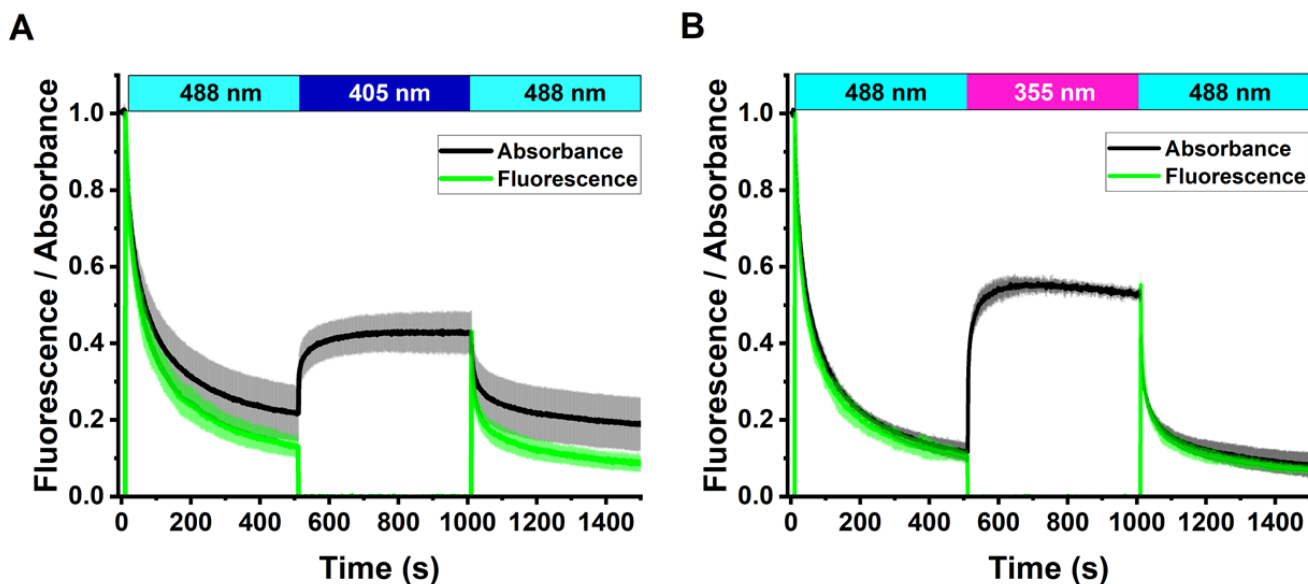 A
488 nm 405 nm 488 nm
Absorbance
Fluorescence
1.0
0.8
0.6
0.4
0.2
0.0
0 200 400 600 800 1000 1200 1400
Fluorescence / Absorbance
Time (s)
B
488 nm 355 nm 488 nm
Absorbance
Fluorescence
1.0
0.8
0.6
0.4
0.2
0.0
0 200 400 600 800 1000 1200 1400
Fluorescence / Absorbance
Time (s)